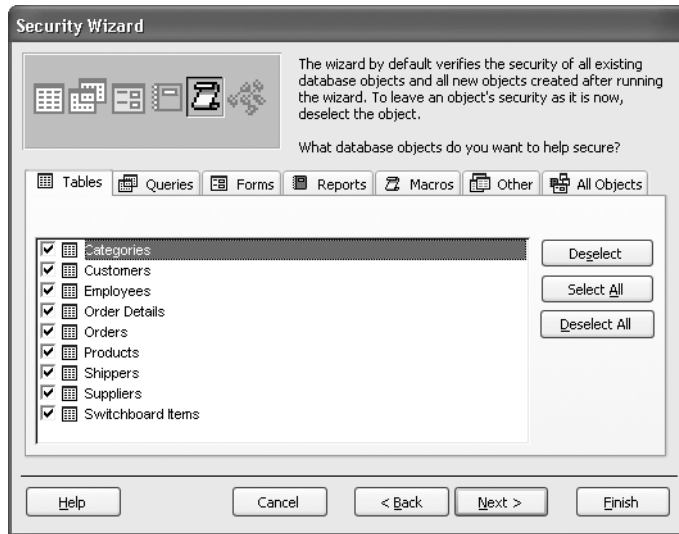 Security Wizard
The wizard by default verifies the security of all existing
database objects and all new objects created after running
the wizard. To leave an object's security as it is now,
deselect the object.
What database objects do you want to help secure?
Tables Queries Forms Reports Macros Other All Objects
Categories
Customers
Employees
Order Details
Orders
Products
Shippers
Suppliers
Switchboard Items
Deselect
Select All
Deselect All
Help Cancel < Back Next > Finish